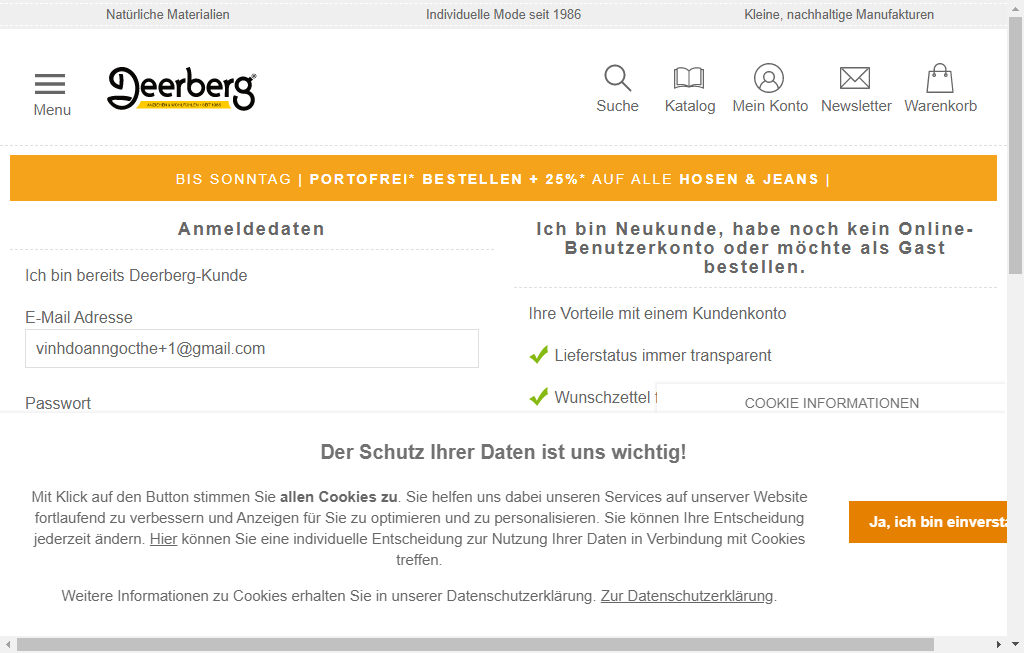 Natürliche Materialien
Individuelle Mode seit 1986
Kleine, nachhaltige Manufakturen
Menu
Deerberg
ANZIEHEN & WOHLFÜHLEN • SEIT 1986
Suche
Katalog
Mein Konto
Newsletter
Warenkorb
BIS SONNTAG | PORTOFREI* BESTELLEN + 25%* AUF ALLE HOSEN & JEANS |
Anmeldedaten
Ich bin bereits Deerberg-Kunde
E-Mail Adresse
vinhdoanngocthe+1@gmail.com
Passwort
Ich bin Neukunde, habe noch kein Online-
Benutzerkonto oder möchte als Gast
bestellen.
Ihre Vorteile mit einem Kundenkonto
Lieferstatus immer transparent
Wunschzettel
COOKIE INFORMATIONEN
Der Schutz Ihrer Daten ist uns wichtig!
Mit Klick auf den Button stimmen Sie allen Cookies zu. Sie helfen uns dabei unseren Services auf unserver Website
fortlaufend zu verbessern und Anzeigen für Sie zu optimieren und zu personalisieren. Sie können Ihre Entscheidung
jederzeit ändern. Hier können Sie eine individuelle Entscheidung zur Nutzung Ihrer Daten in Verbindung mit Cookies
treffen.
Weitere Informationen zu Cookies erhalten Sie in unserer Datenschutzerklärung. Zur Datenschutzerklärung.
Ja, ich bin einversta